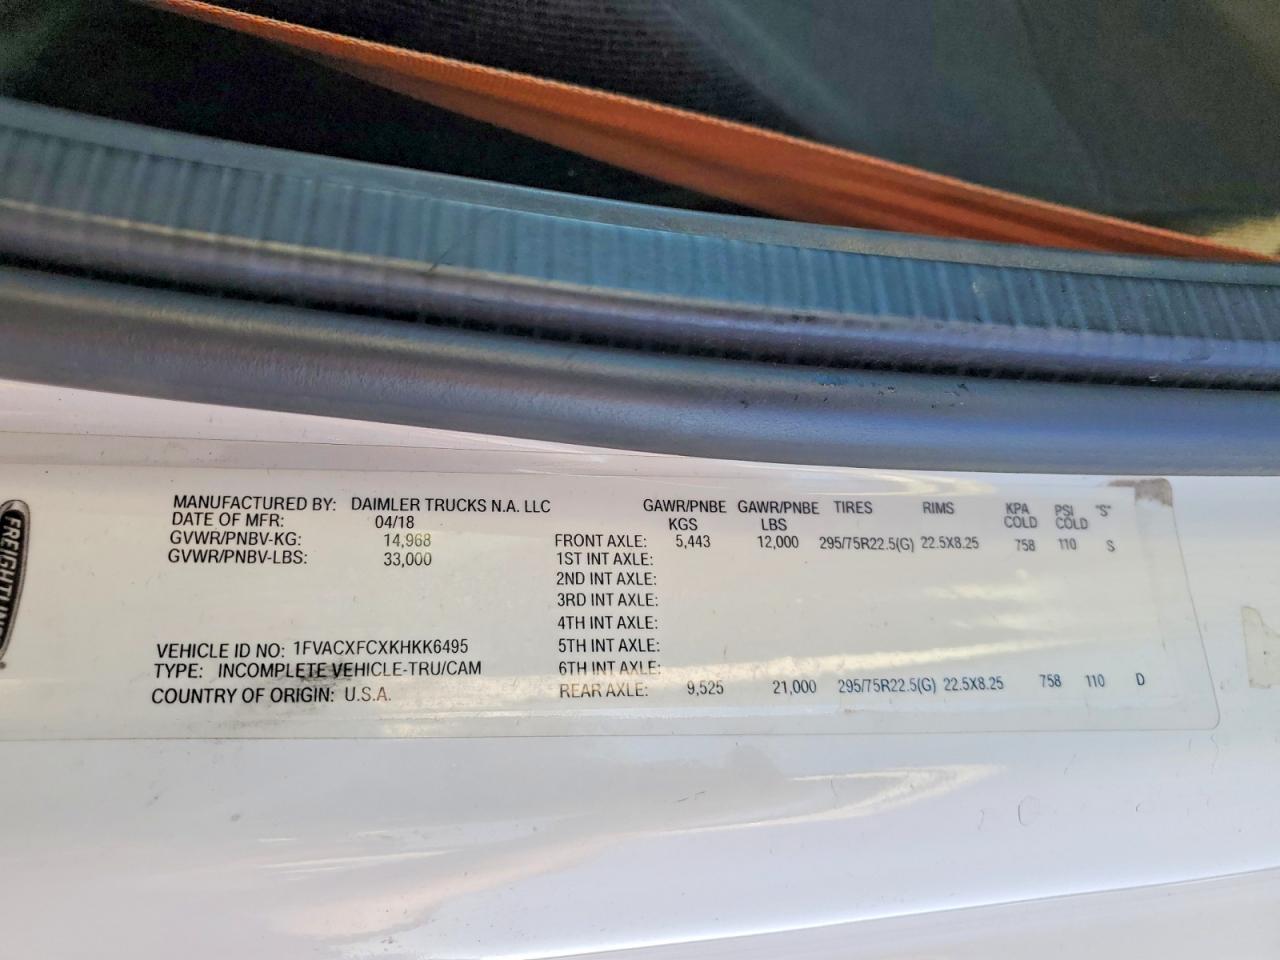 FREIGHTLINER
MANUFACTURED BY: DAIMLER TRUCKS N.A. LLC
DATE OF MFR: 04/18
GVWR/PNBV-KG: 14,968
GVWR/PNBV-LBS: 33,000
VEHICLE ID NO: 1FVACXFCXKHKK6495
TYPE: INCOMPLETE VEHICLE-TRU/CAM
COUNTRY OF ORIGIN: U.S.A.
GAWR/PNBE KGS GAWR/PNBE LBS TIRES RIMS KPA COLD PSI COLD "S"
FRONT AXLE: 5,443 12,000 295/75R22.5(G) 22.5X8.25 758 110 S
1ST INT AXLE:
2ND INT AXLE:
3RD INT AXLE:
4TH INT AXLE:
5TH INT AXLE:
6TH INT AXLE:
REAR AXLE: 9,525 21,000 295/75R22.5(G) 22.5X8.25 758 110 D